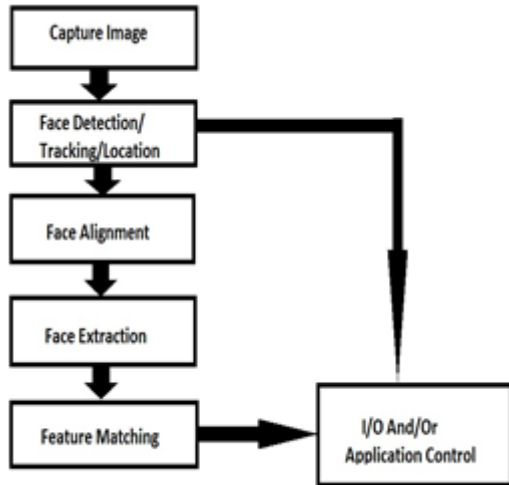 Capture Image
Face Detection/
Tracking/Location
Face Alignment
Face Extraction
Feature Matching
I/O And/Or
Application Control